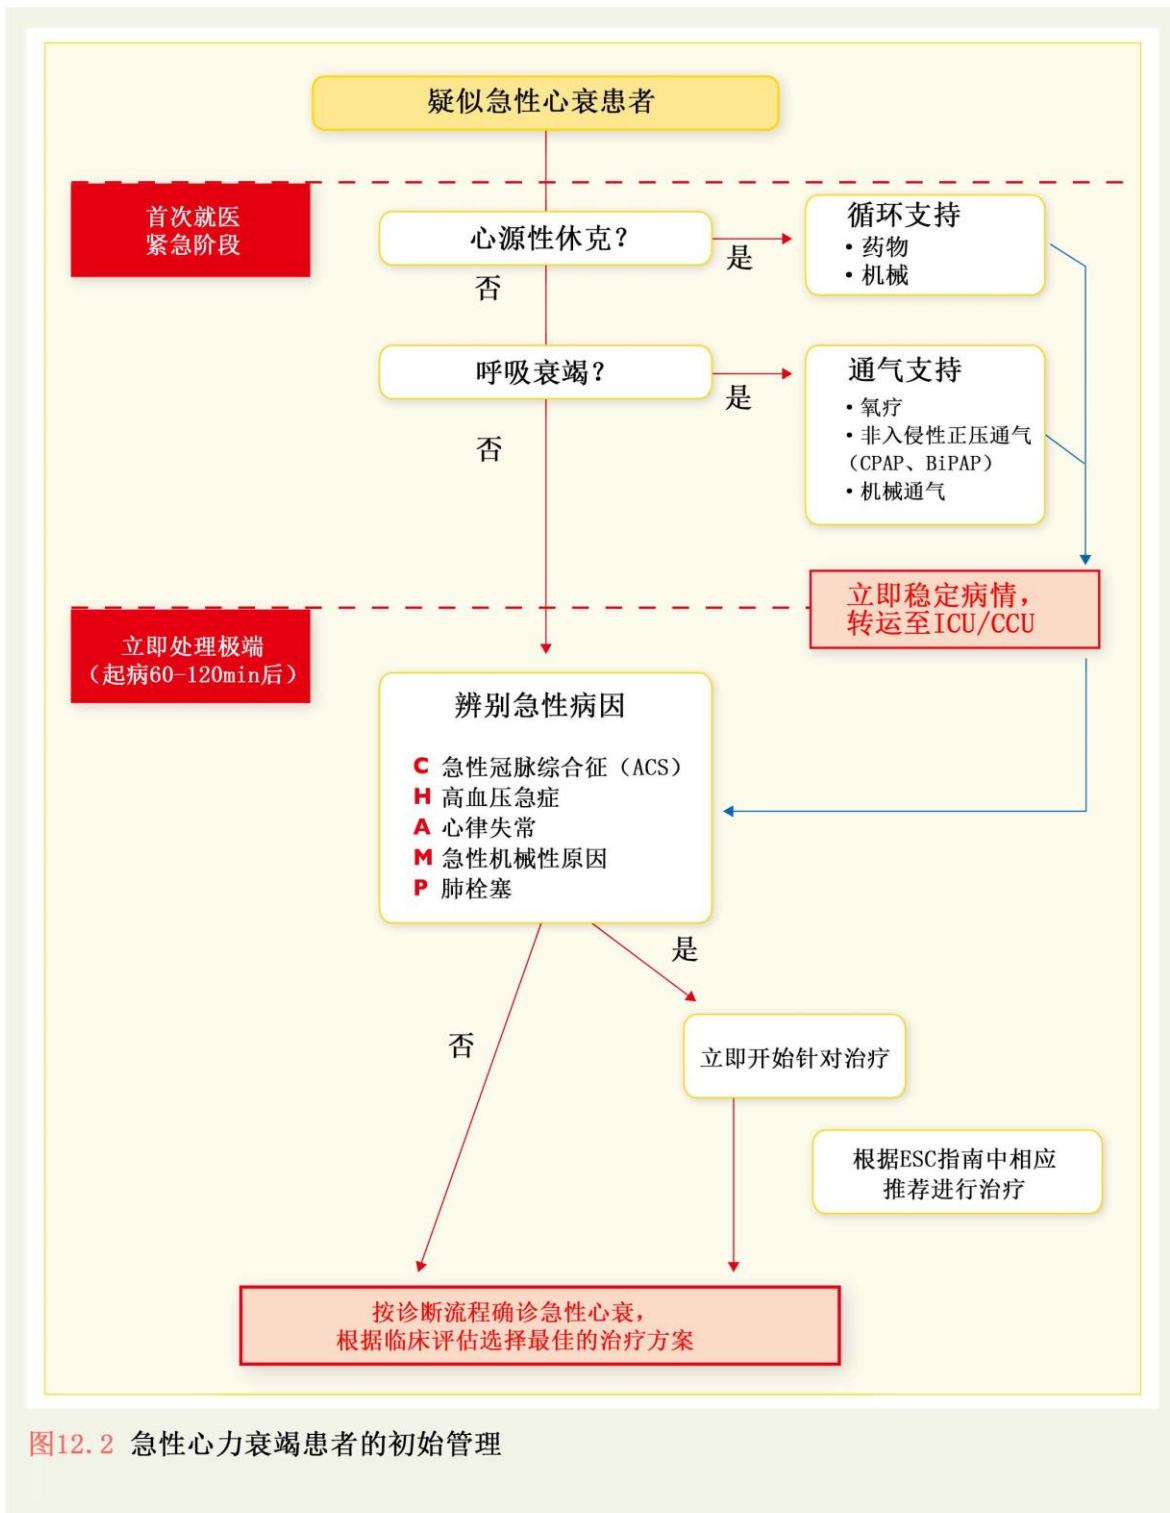 疑似急性心衰患者
首次就医
紧急阶段
心源性休克？
是
循环支持
・药物
・机械
否
呼吸衰竭？
是
通气支持
・氧疗
・非入侵性正压通气
（CPAP、BiPAP）
・机械通气
否
立即稳定病情，
转运至ICU/CCU
立即处理极端
（起病60-120min后）
辨别急性病因
C 急性冠脉综合征（ACS）
H 高血压急症
A 心律失常
M 急性机械性原因
P 肺栓塞
是
否
立即开始针对治疗
根据ESC指南中相应
推荐进行治疗
按诊断流程确诊急性心衰，
根据临床评估选择最佳的治疗方案
图12.2 急性心力衰竭患者的初始管理